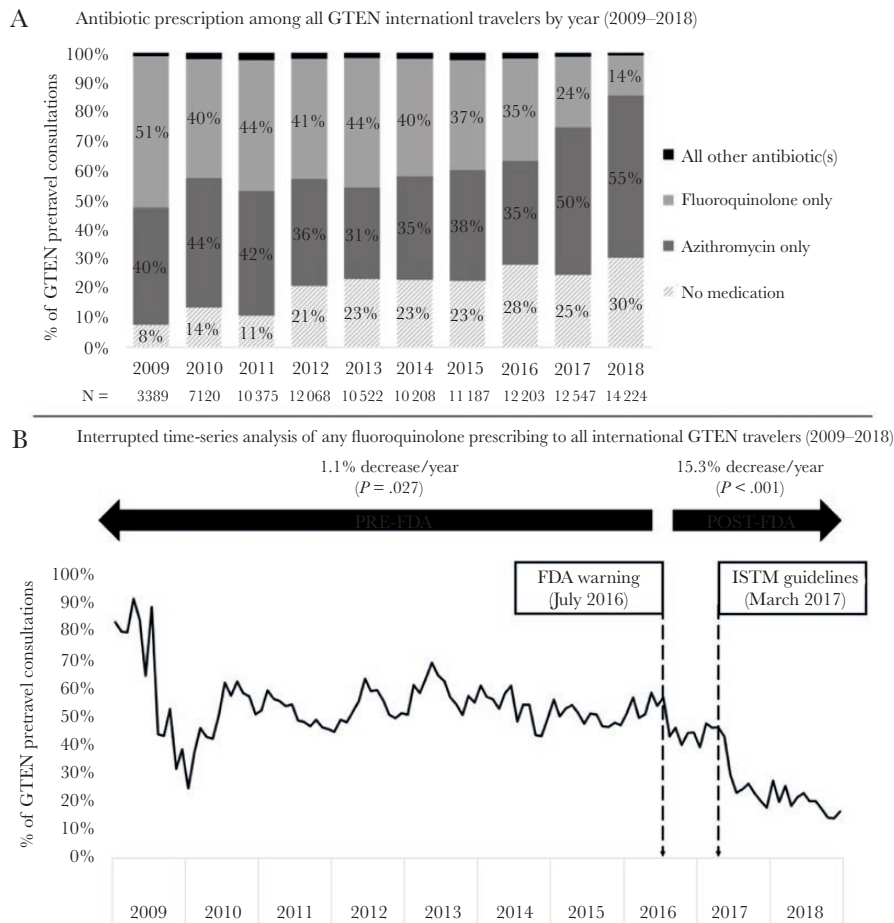 A Antibiotic prescription among all GTEN internationl travelers by year (2009–2018)
% of GTEN pretravel consultations
100%
90%
80%
70%
60%
50%
40%
30%
20%
10%
0%
51% 40% 44% 41% 44% 40% 37% 35% 24% 14%
40% 44% 42% 36% 31% 35% 38% 35% 50% 55%
8% 14% 11% 21% 23% 23% 23% 28% 25% 30%
All other antibiotic(s)
Fluoroquinolone only
Azithromycin only
No medication
2009 2010 2011 2012 2013 2014 2015 2016 2017 2018
N = 3389 7120 10 375 12 068 10 522 10 208 11 187 12 203 12 547 14 224
B Interrupted time-series analysis of any fluoroquinolone prescribing to all international GTEN travelers (2009–2018)
1.1% decrease/year
(P = .027)
15.3% decrease/year
(P < .001)
PRE-FDA
POST-FDA
FDA warning
(July 2016)
ISTM guidelines
(March 2017)
% of GTEN pretravel consultations
100%
90%
80%
70%
60%
50%
40%
30%
20%
10%
0%
2009 2010 2011 2012 2013 2014 2015 2016 2017 2018